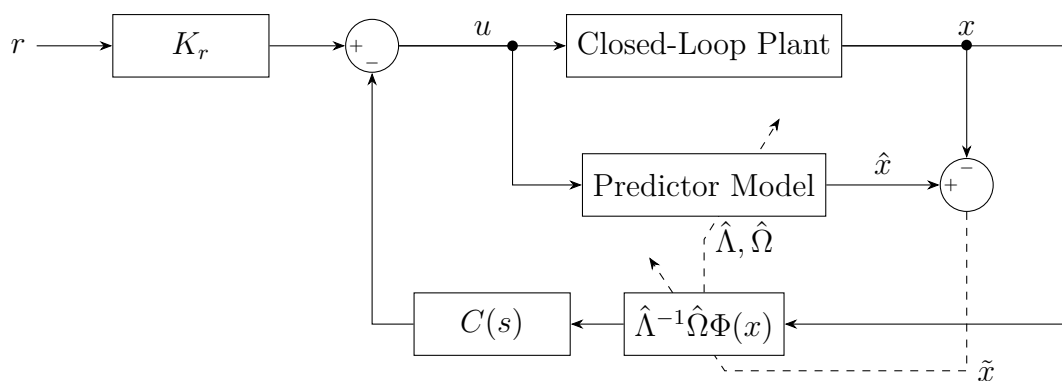 r
K_r
+
−
u
Closed-Loop Plant
x
Predictor Model
x̂
+
−
Λ̂, Ω̂
C(s)
Λ̂⁻¹Ω̂Φ(x)
x̃